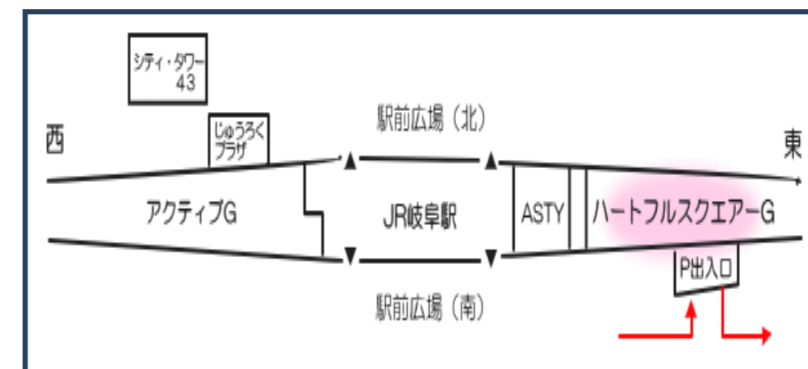 シティ・タワー
43
じゅうろく
プラザ
駅前広場（北）
西
東
アクティブG
JR岐阜駅
ASTY
ハートフルスクエアーG
P出入口
駅前広場（南）